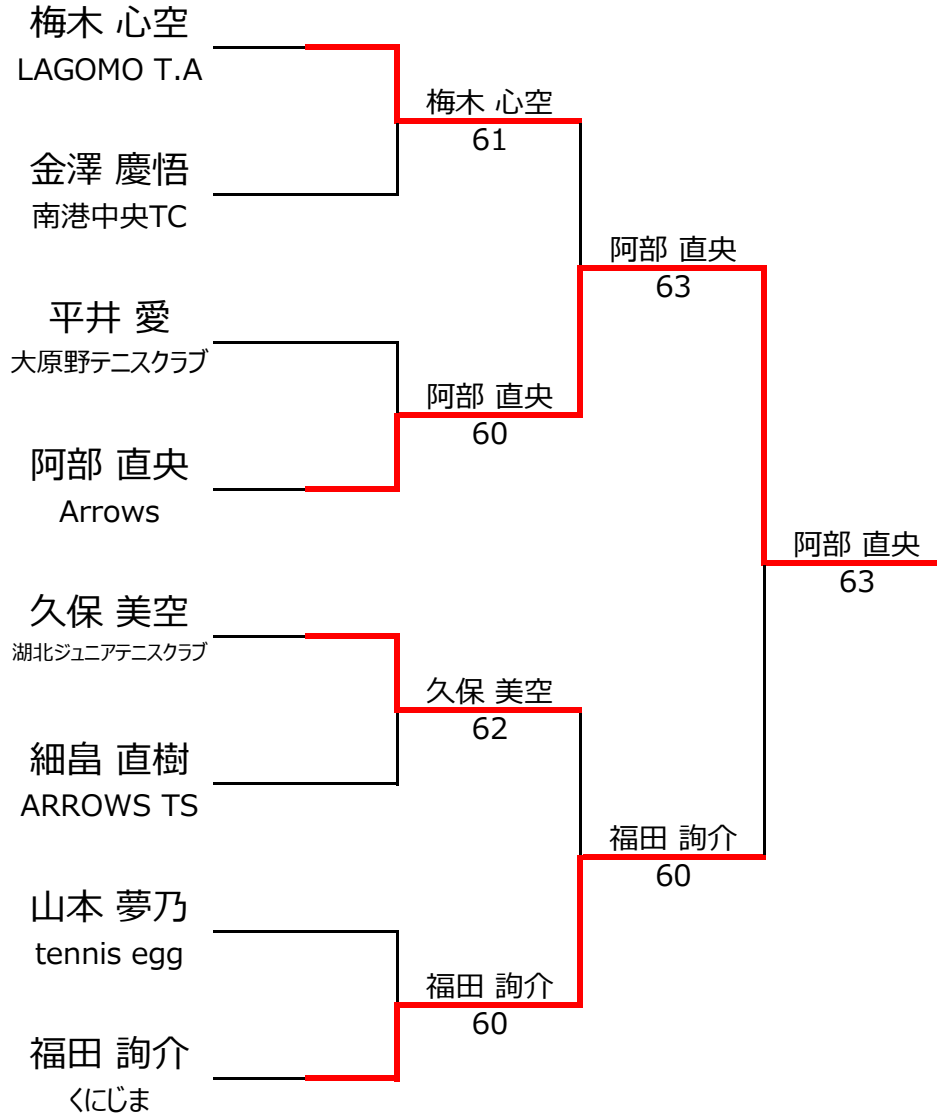 梅木 心空
LAGOMO T.A
梅木 心空
61
金澤 慶悟
南港中央TC
阿部 直央
63
平井 愛
大原野テニスクラブ
阿部 直央
60
阿部 直央
Arrows
阿部 直央
63
久保 美空
湖北ジュニアテニスクラブ
久保 美空
62
細畠 直樹
ARROWS TS
福田 詢介
60
山本 夢乃
tennis egg
福田 詢介
60
福田 詢介
くにじま